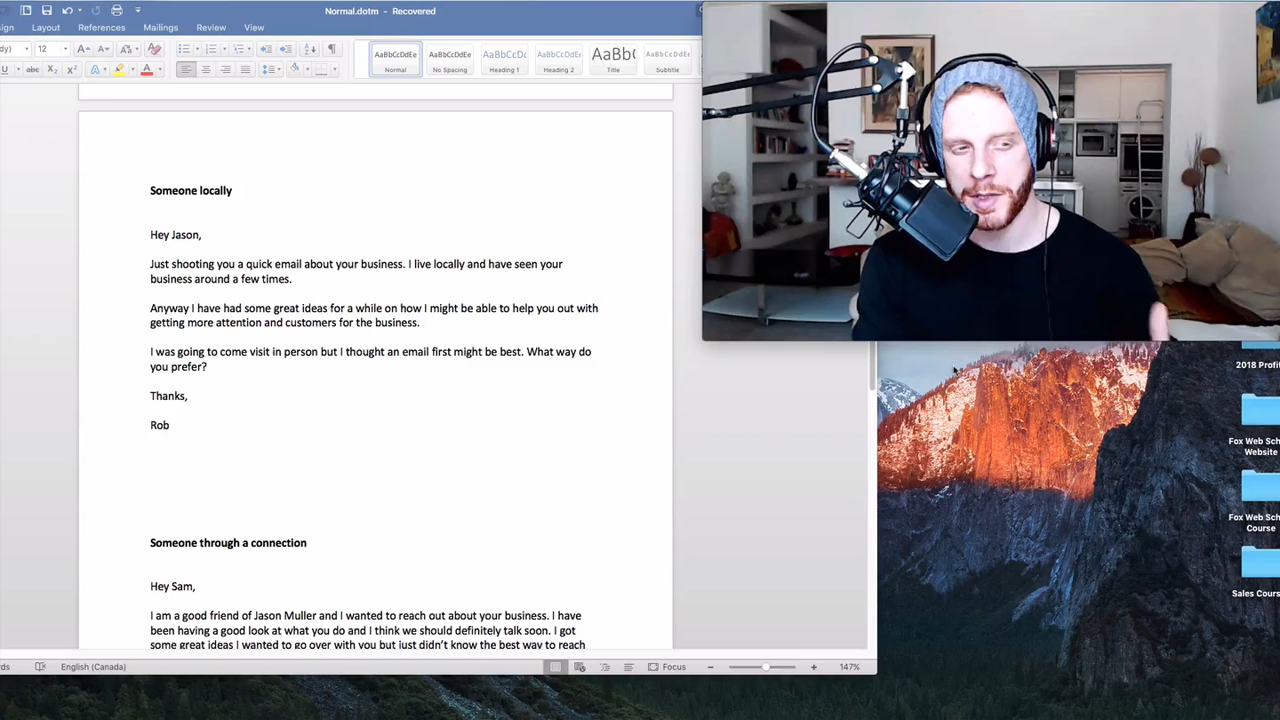 Normal.dotm - Recovered
Layout References Mailings Review View
12
AaBbCcDdEe AaBbCcDdEe AaBbCcDc AaBbCcDdEe AaBb( AaBbCcDdEe
Normal No Spacing Heading 1 Heading 2 Title Subtitle
Someone locally
Hey Jason,
Just shooting you a quick email about your business. I live locally and have seen your
business around a few times.
Anyway I have had some great ideas for a while on how I might be able to help you out with
getting more attention and customers for the business.
I was going to come visit in person but I thought an email first might be best. What way do
you prefer?
Thanks,
Rob
Someone through a connection
Hey Sam,
I am a good friend of Jason Muller and I wanted to reach out about your business. I have
been having a good look at what you do and I think we should definitely talk soon. I got
some great ideas I wanted to go over with you but just didn't know the best way to reach
English (Canada) Focus 147%
2018 Profit
Fox Web Sch
Website
Fox Web Sch
Course
Sales Cours